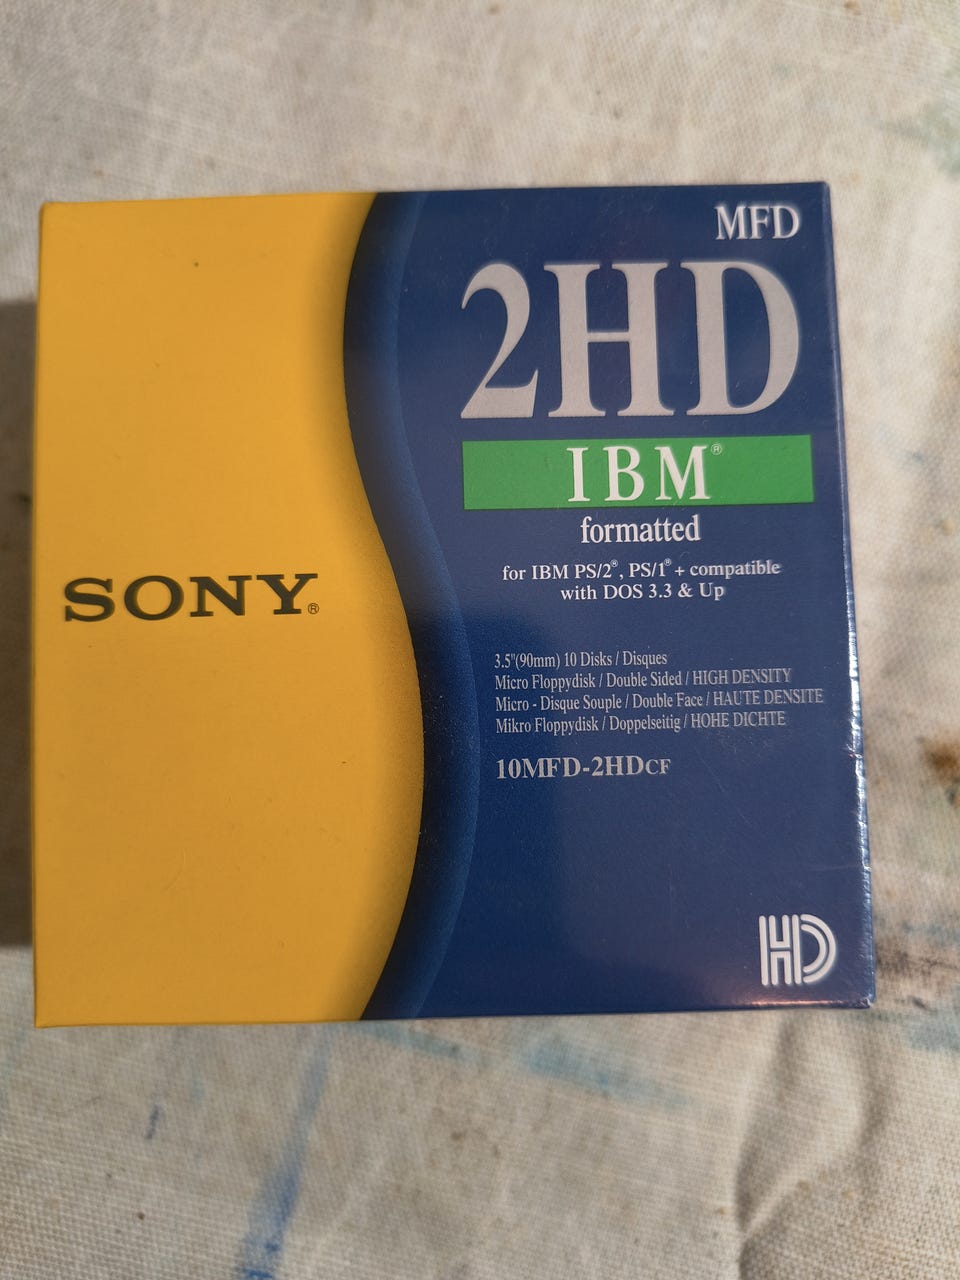 MFD
2HD
IBM®
formatted
for IBM PS/2®, PS/1® + compatible
with DOS 3.3 & Up
SONY®
3.5"(90mm) 10 Disks / Disques
Micro Floppydisk / Double Sided / HIGH DENSITY
Micro - Disque Souple / Double Face / HAUTE DENSITE
Mikro Floppydisk / Doppelseitig / HOHE DICHTE
10MFD-2HDCF
HD